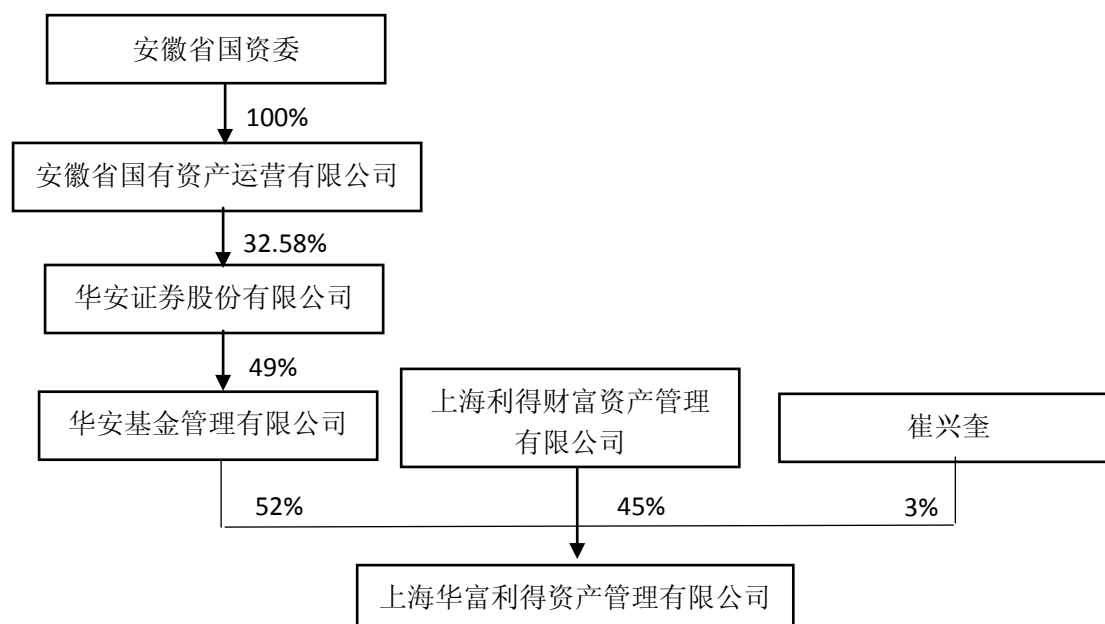 安徽省国资委
100%
安徽省国有资产运营有限公司
32.58%
华安证券股份有限公司
49%
华安基金管理有限公司
上海利得财富资产管理
有限公司
崔兴奎
52%
45%
3%
上海华富利得资产管理有限公司